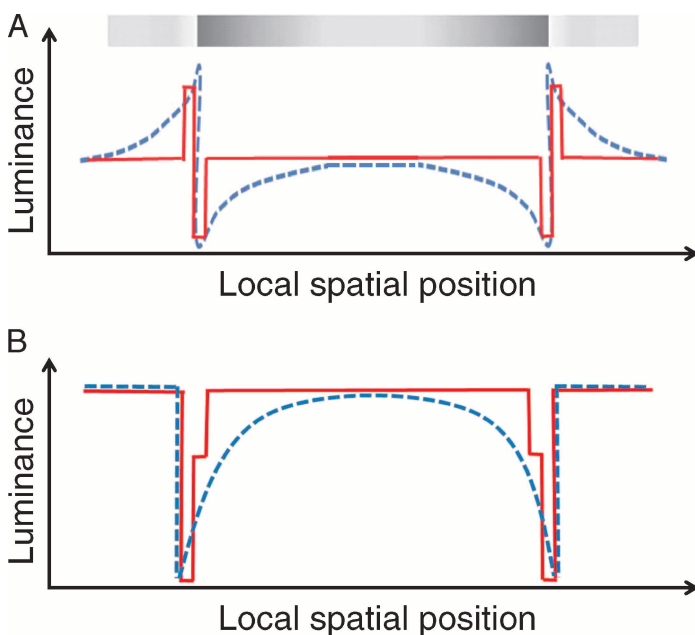 A
Luminance
Local spatial position
B
Luminance
Local spatial position